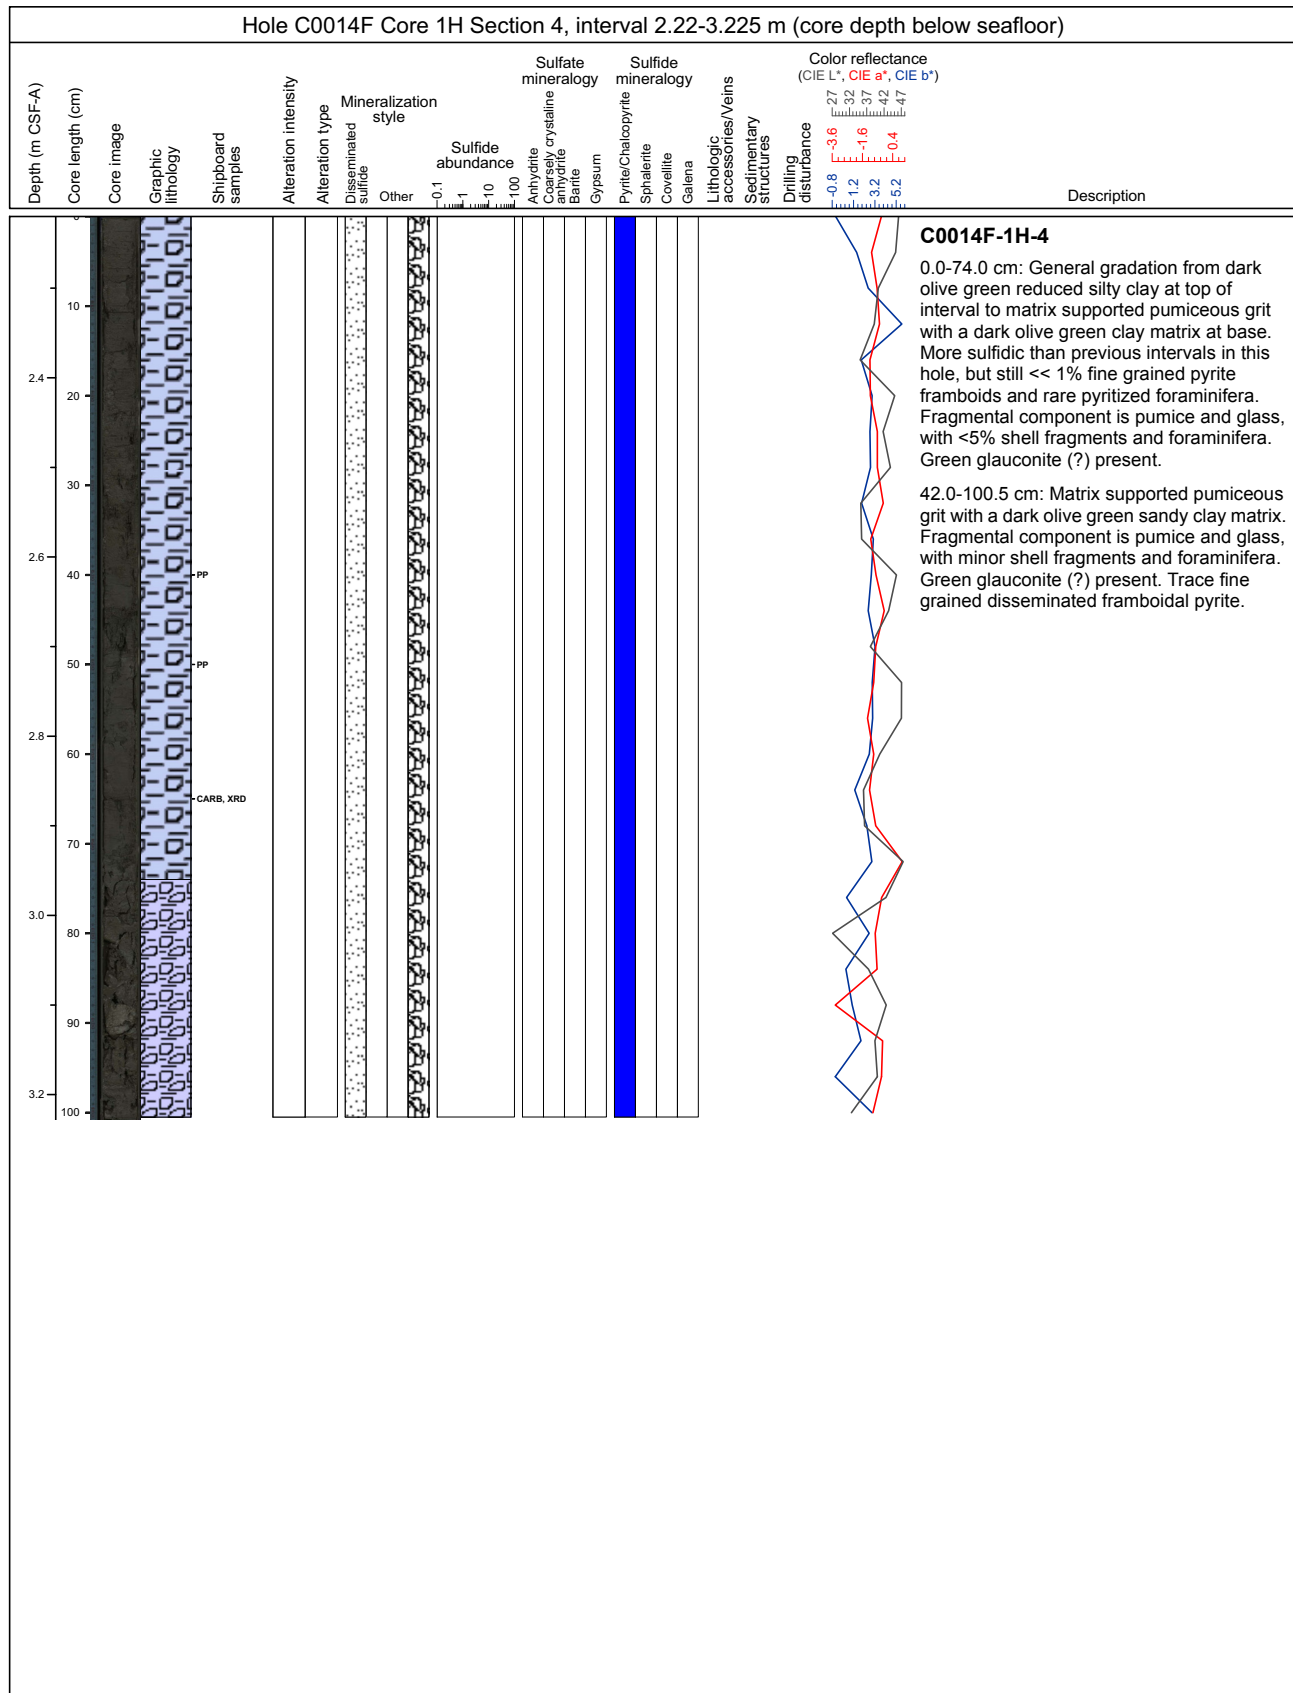 Hole C0014F Core 1H Section 4, interval 2.22-3.225 m (core depth below seafloor)
Depth (m CSF-A)
Core length (cm)
Core image
Graphic
lithology
Shipboard
samples
Alteration intensity
Alteration type
Mineralization
style
Disseminated
sulfide
Other
Sulfide
abundance
0.1
1
10
100
Sulfate
mineralogy
Anhydrite
Coarsely crystaline
anhydrite
Barite
Gypsum
Sulfide
mineralogy
Pyrite/Chalcopyrite
Sphalerite
Covellite
Galena
Lithologic
accessories/Veins
Sedimentary
structures
Drilling
disturbance
Color reflectance
(CIE L*, CIE a*, CIE b*)
27
32
37
42
47
-3.6
-1.6
0.4
-0.8
1.2
3.2
5.2
Description
0
10
2.4
20
30
2.6
40
PP
50
PP
2.8
60
CARB, XRD
70
3.0
80
90
3.2
100
C0014F-1H-4
0.0-74.0 cm: General gradation from dark
olive green reduced silty clay at top of
interval to matrix supported pumiceous grit
with a dark olive green clay matrix at base.
More sulfidic than previous intervals in this
hole, but still << 1% fine grained pyrite
framboids and rare pyritized foraminifera.
Fragmental component is pumice and glass,
with <5% shell fragments and foraminifera.
Green glauconite (?) present.
42.0-100.5 cm: Matrix supported pumiceous
grit with a dark olive green sandy clay matrix.
Fragmental component is pumice and glass,
with minor shell fragments and foraminifera.
Green glauconite (?) present. Trace fine
grained disseminated framboidal pyrite.